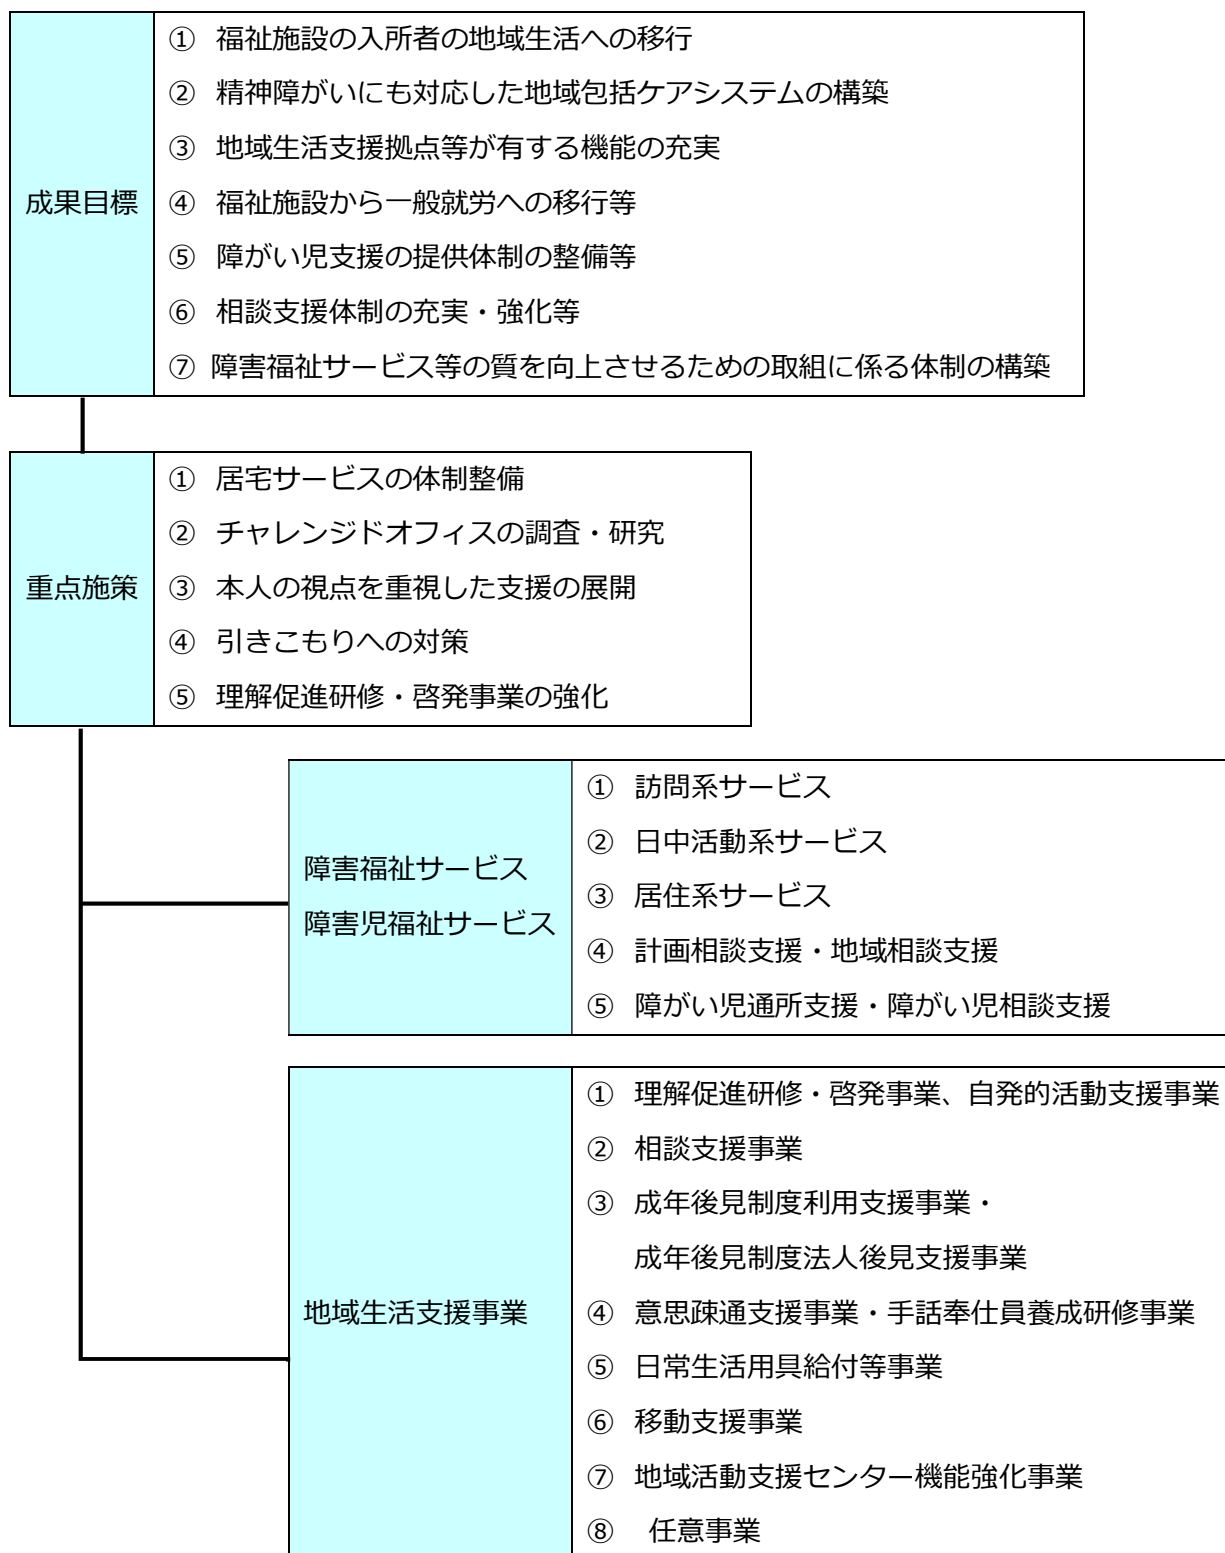 成果目標
① 福祉施設の入所者の地域生活への移行
② 精神障がいにも対応した地域包括ケアシステムの構築
③ 地域生活支援拠点等が有する機能の充実
④ 福祉施設から一般就労への移行等
⑤ 障がい児支援の提供体制の整備等
⑥ 相談支援体制の充実・強化等
⑦ 障害福祉サービス等の質を向上させるための取組に係る体制の構築
重点施策
① 居宅サービスの体制整備
② チャレンジドオフィスの調査・研究
③ 本人の視点を重視した支援の展開
④ 引きこもりへの対策
⑤ 理解促進研修・啓発事業の強化
障害福祉サービス
障害児福祉サービス
① 訪問系サービス
② 日中活動系サービス
③ 居住系サービス
④ 計画相談支援・地域相談支援
⑤ 障がい児通所支援・障がい児相談支援
地域生活支援事業
① 理解促進研修・啓発事業、自発的活動支援事業
② 相談支援事業
③ 成年後見制度利用支援事業・
成年後見制度法人後見支援事業
④ 意思疎通支援事業・手話奉仕員養成研修事業
⑤ 日常生活用具給付等事業
⑥ 移動支援事業
⑦ 地域活動支援センター機能強化事業
⑧ 任意事業